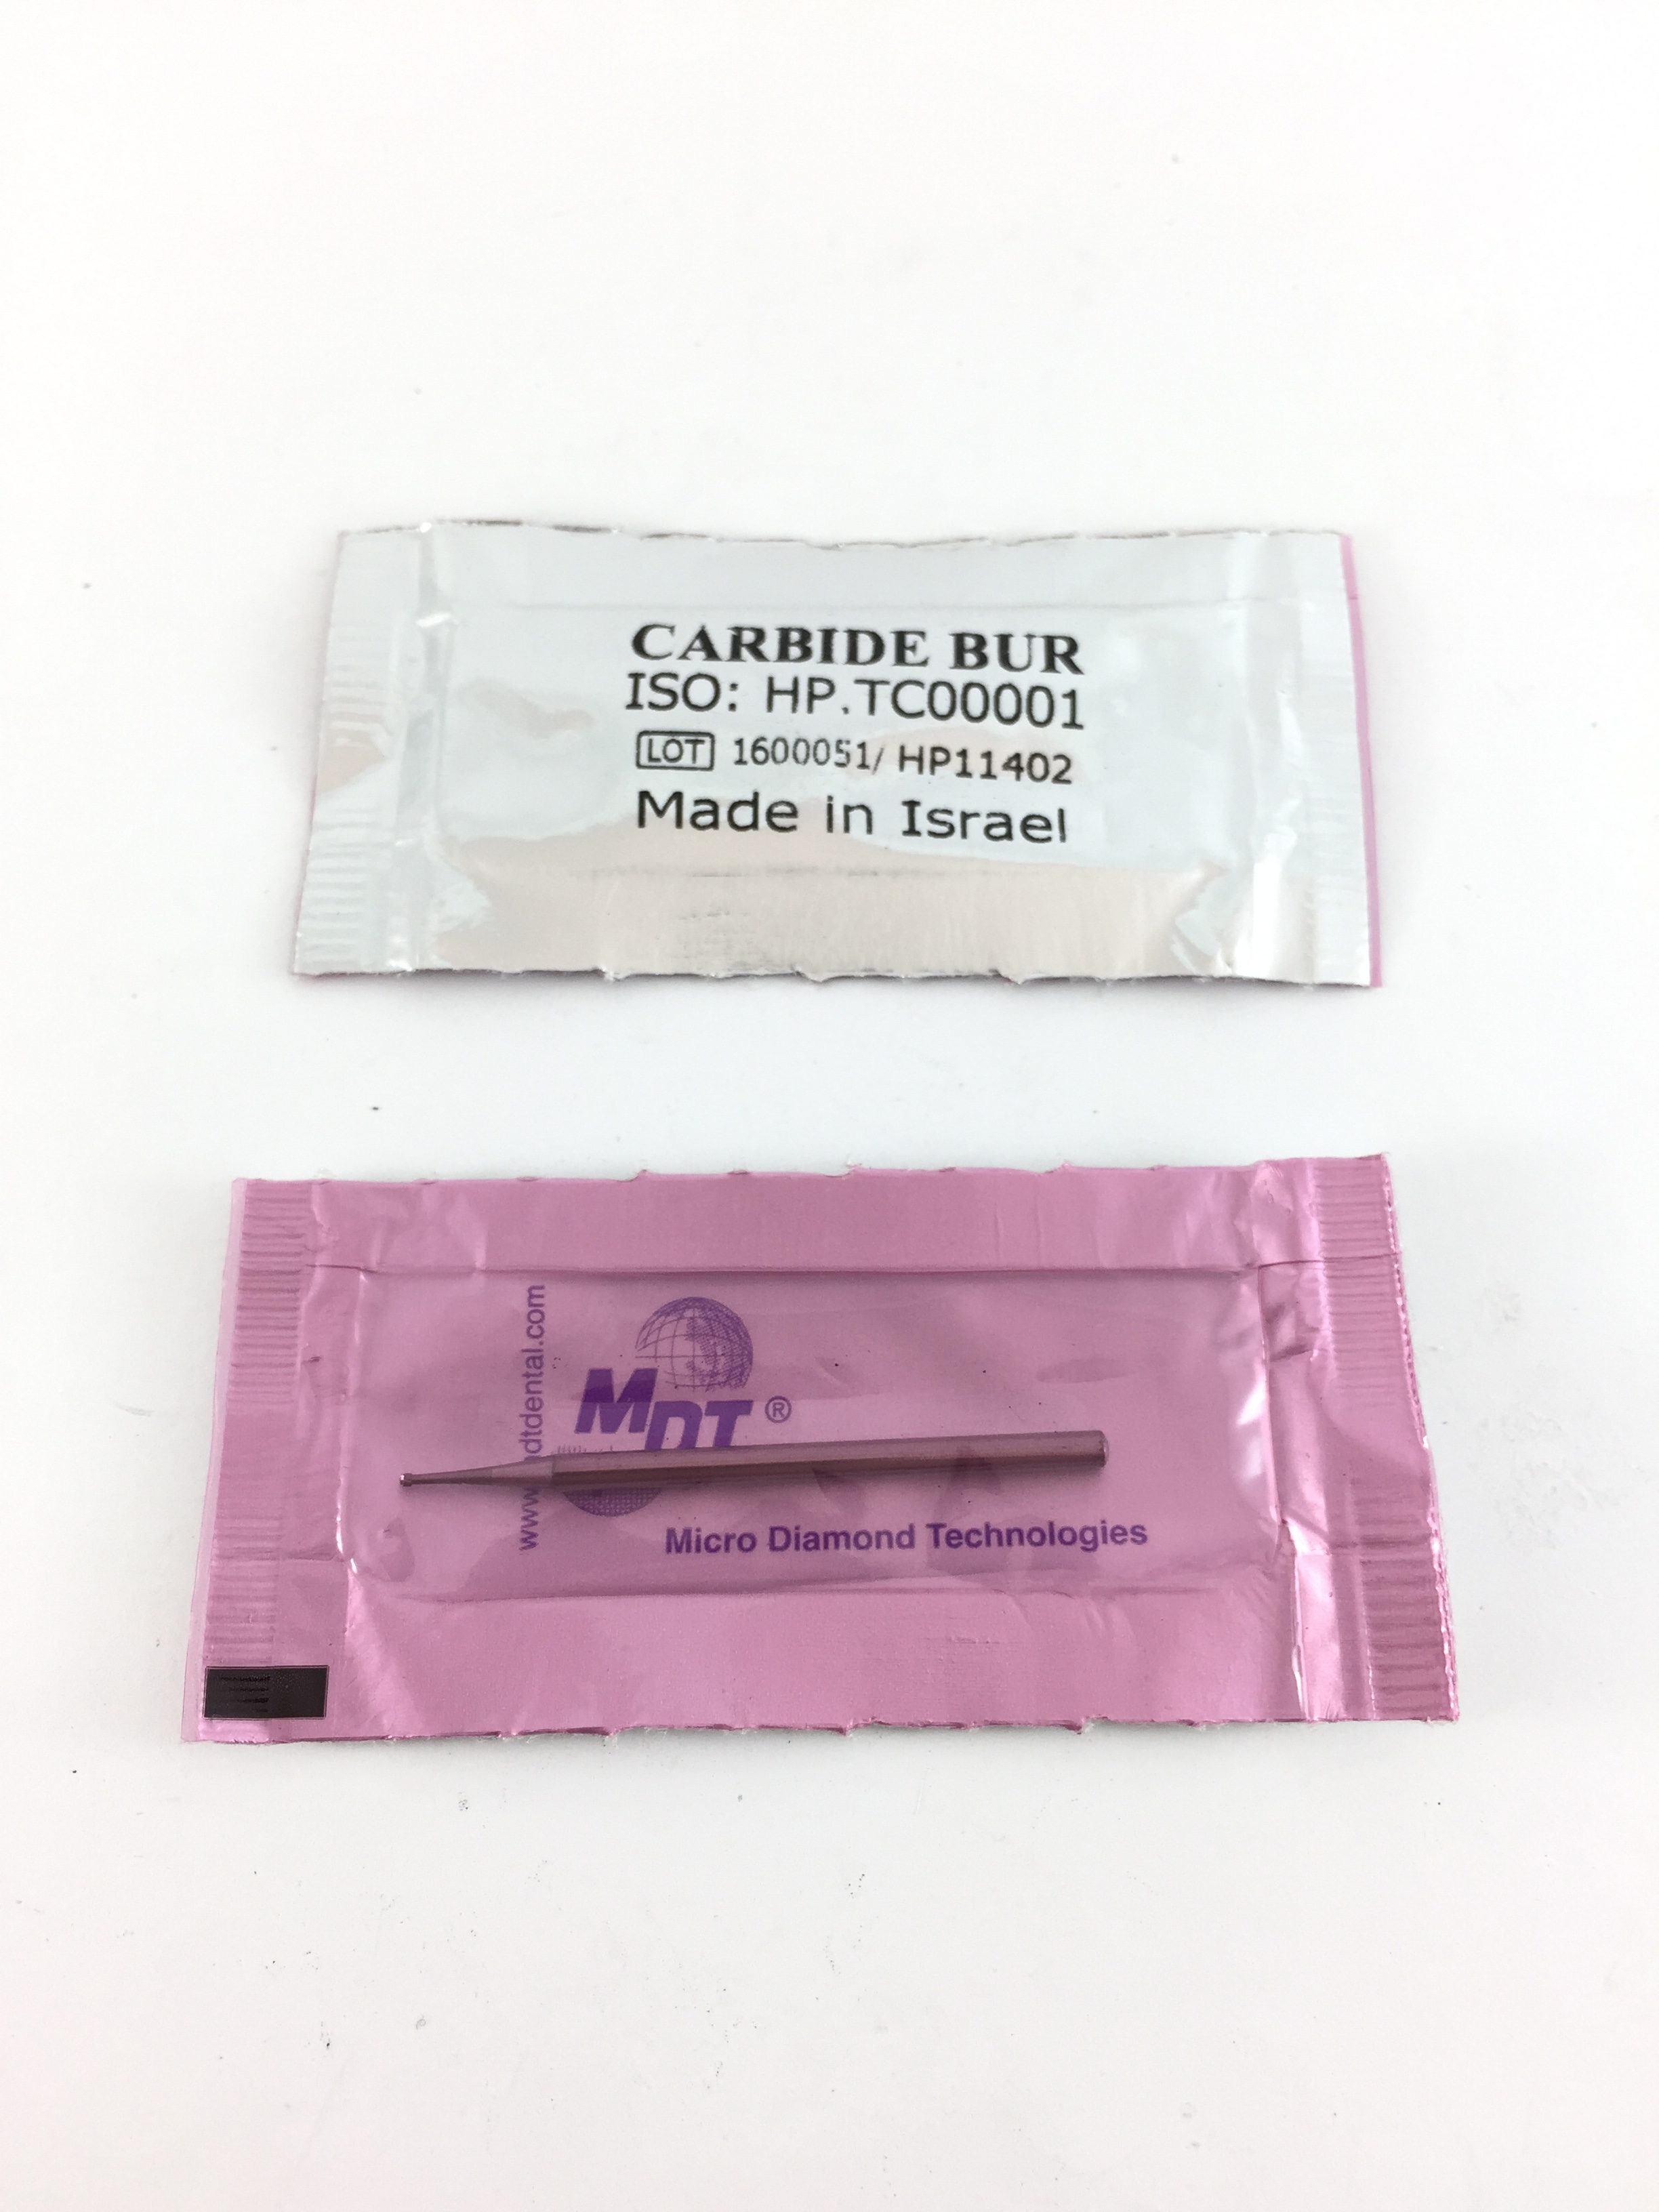 CARBIDE BUR
ISO: HP.TC00001
LOT 1600051/ HP11402
Made in Israel
MDT ®
Micro Diamond Technologies